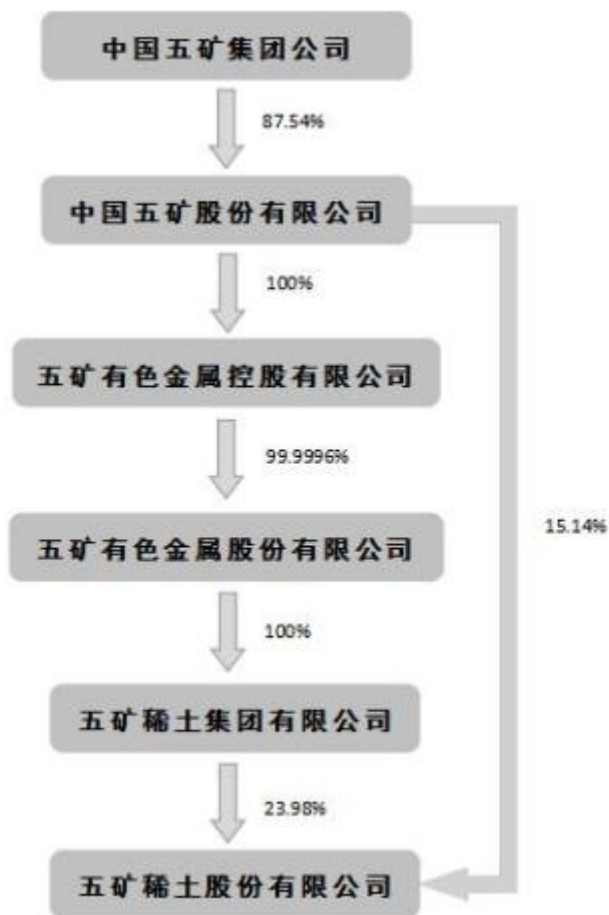 中国五矿集团公司
87.54%
中国五矿股份有限公司
100%
五矿有色金属控股有限公司
99.9996%
15.14%
五矿有色金属股份有限公司
100%
五矿稀土集团有限公司
23.98%
五矿稀土股份有限公司